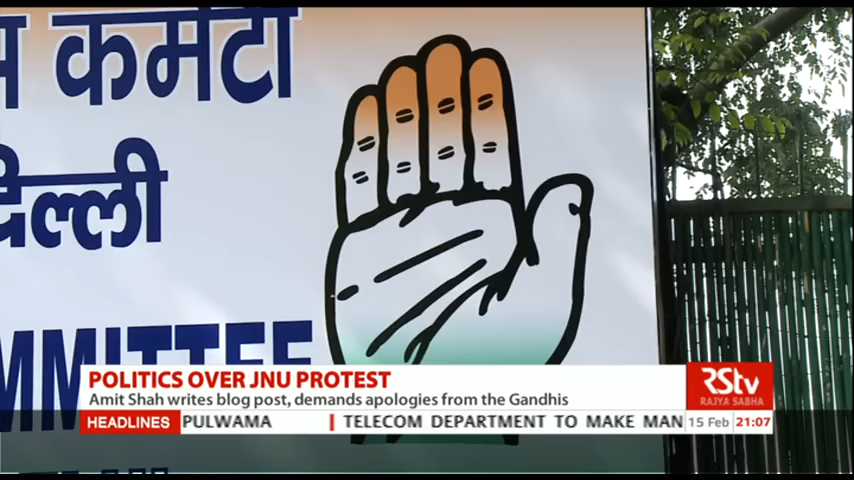 कमेटी
दिल्ली
MMITTEE
POLITICS OVER JNU PROTEST
Amit Shah writes blog post, demands apologies from the Gandhis
RStv
RAJYA SABHA
HEADLINES PULWAMA | TELECOM DEPARTMENT TO MAKE MAN 15 Feb 21:07